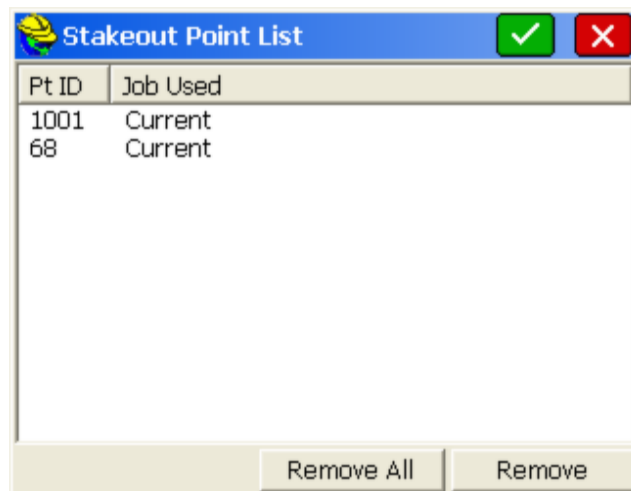 Stakeout Point List
Pt ID Job Used
1001 Current
68 Current
Remove All Remove